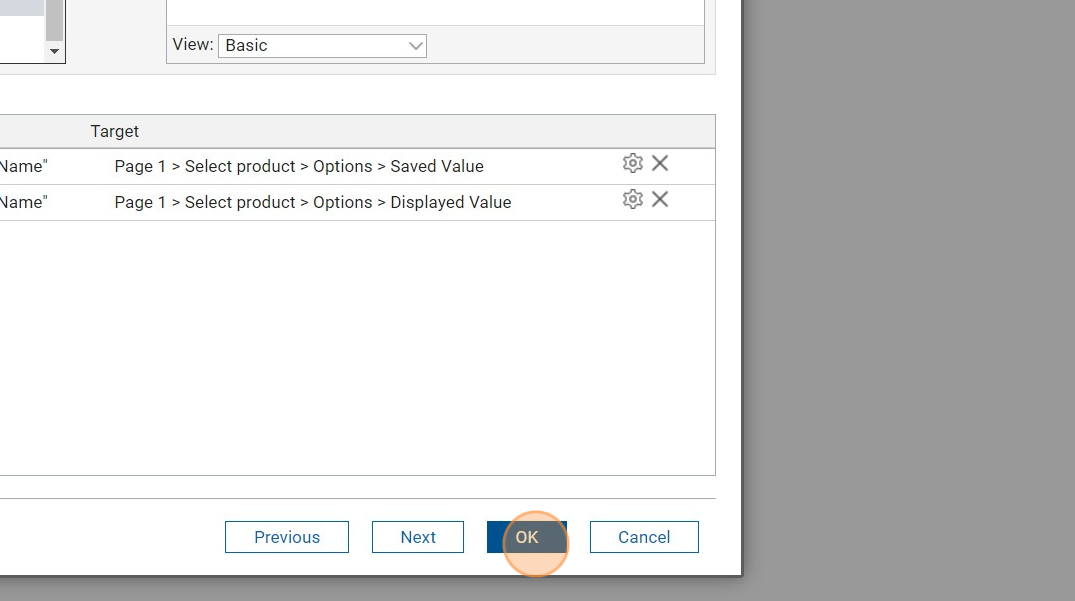 View: Basic
Target
Name" Page 1 > Select product > Options > Saved Value
Name" Page 1 > Select product > Options > Displayed Value
Previous Next OK Cancel